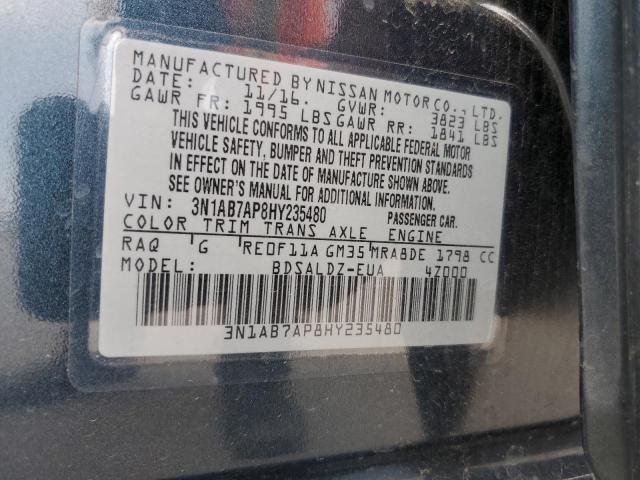 MANUFACTURED BY NISSAN MOTOR CO., LTD.
DATE: 11/16 GVWR: 3823 LBS
GAWR FR: 1995 LBS GAWR RR: 1841 LBS
THIS VEHICLE CONFORMS TO ALL APPLICABLE FEDERAL MOTOR
VEHICLE SAFETY, BUMPER AND THEFT PREVENTION STANDARDS
IN EFFECT ON THE DATE OF MANUFACTURE SHOWN ABOVE.
SEE OWNER'S MANUAL FOR ADDITIONAL INFORMATION.
VIN: 3N1AB7AP8HY235480 PASSENGER CAR.
COLOR TRIM TRANS AXLE ENGINE
RAQ G RE0F11A GM35 MRA8DE 1798 CC
MODEL BDSALDZ-EUA 4Z000
3N1AB7AP8HY235480